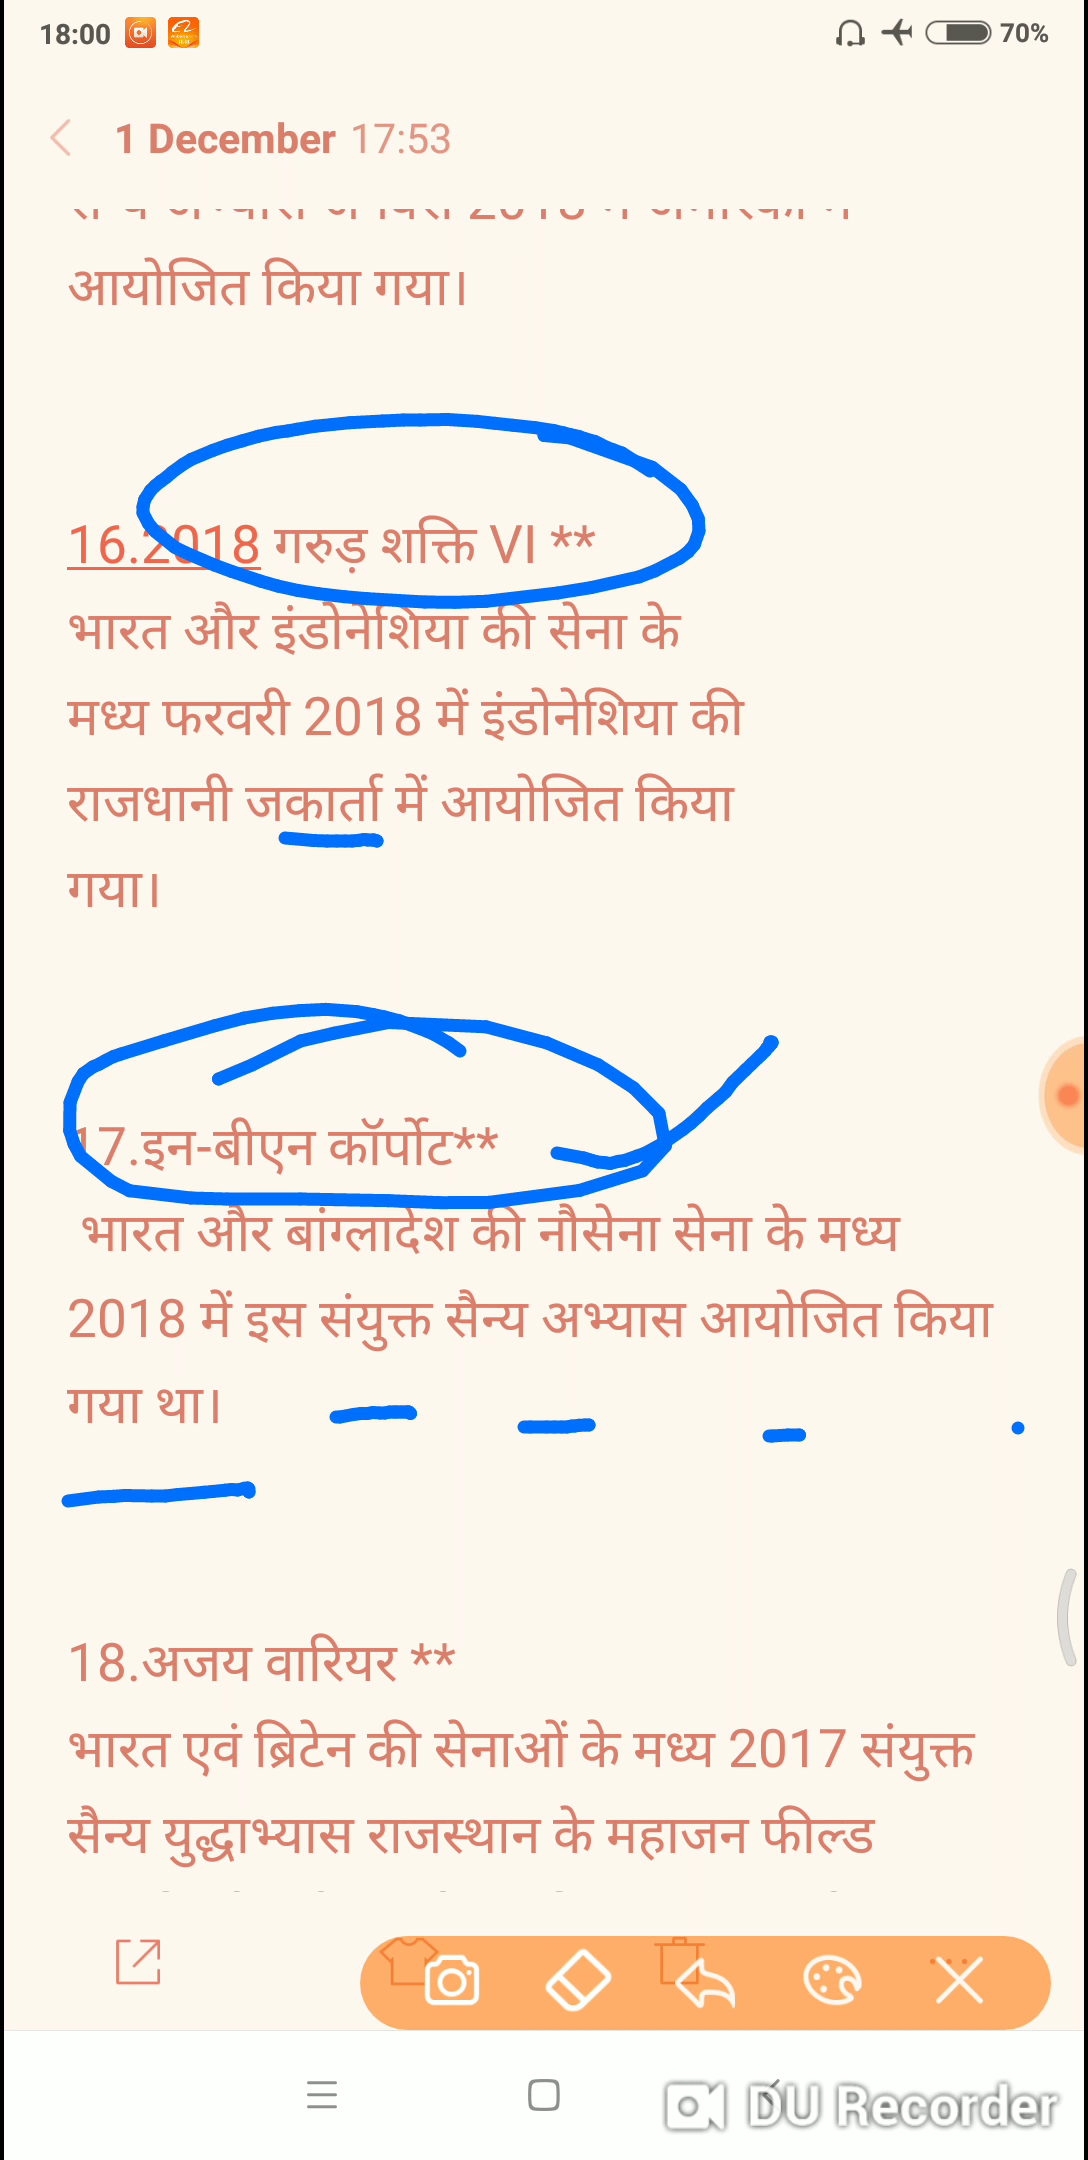 18:00
70%
1 December 17:53
आयोजित किया गया।
16.2018 गरुड़ शक्ति VI **
भारत और इंडोनेशिया की सेना के
मध्य फरवरी 2018 में इंडोनेशिया की
राजधानी जकार्ता में आयोजित किया
गया।
17.इन-बीएन कॉर्पोट**
भारत और बांग्लादेश की नौसेना सेना के मध्य
2018 में इस संयुक्त सैन्य अभ्यास आयोजित किया
गया था।
18.अजय वारियर **
भारत एवं ब्रिटेन की सेनाओं के मध्य 2017 संयुक्त
सैन्य युद्धाभ्यास राजस्थान के महाजन फील्ड
DU Recorder